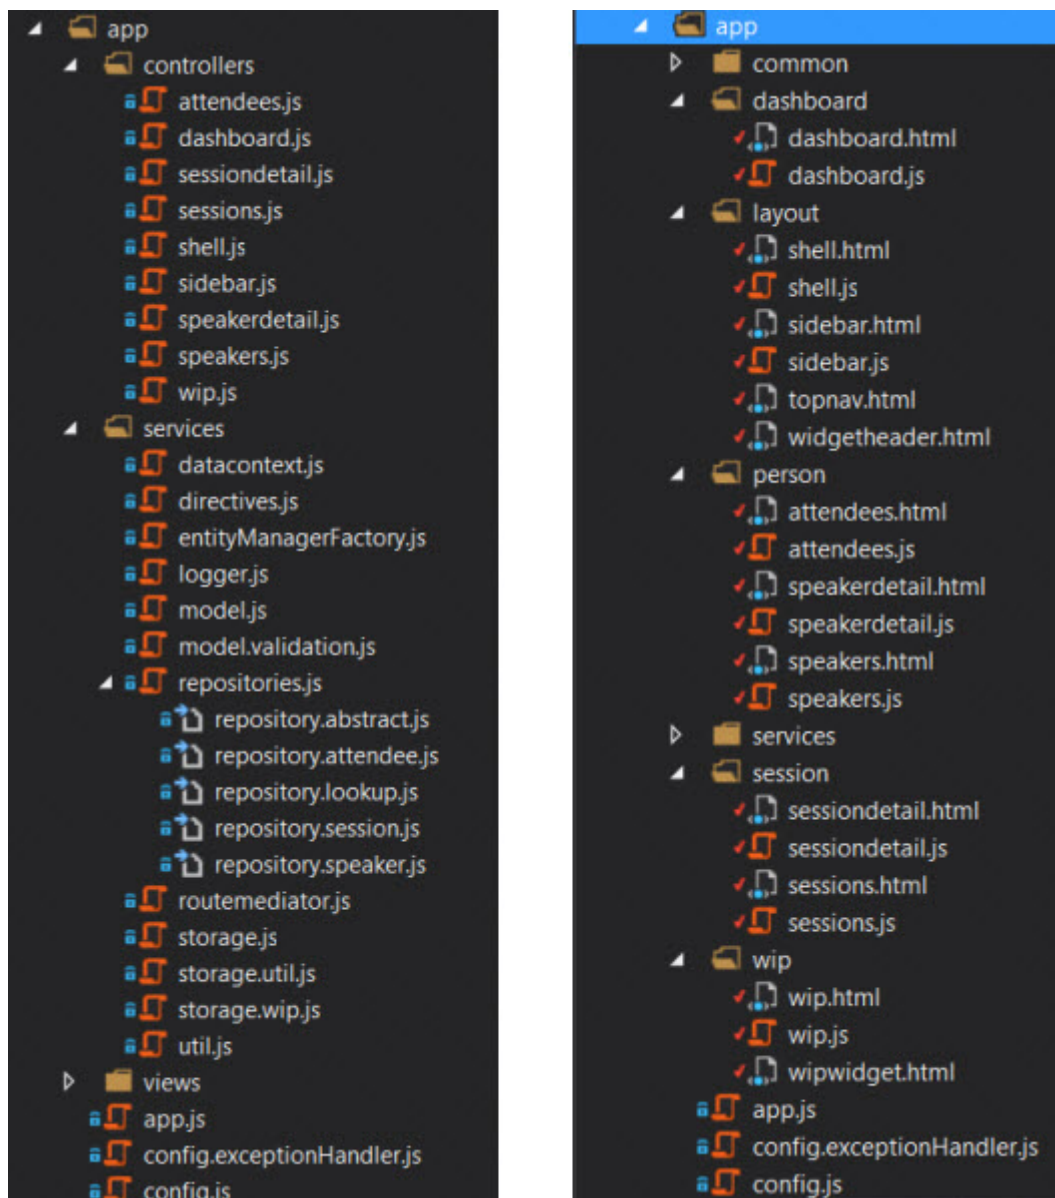 app
controllers
attendees.js
dashboard.js
sessiondetail.js
sessions.js
shell.js
sidebar.js
speakerdetail.js
speakers.js
wip.js
services
datacontext.js
directives.js
entityManagerFactory.js
logger.js
model.js
model.validation.js
repositories.js
repository.abstract.js
repository.attendee.js
repository.lookup.js
repository.session.js
repository.speaker.js
routemediator.js
storage.js
storage.util.js
storage.wip.js
util.js
views
app.js
config.exceptionHandler.js
config.js
app
common
dashboard
dashboard.html
dashboard.js
layout
shell.html
shell.js
sidebar.html
sidebar.js
topnav.html
widgetheader.html
person
attendees.html
attendees.js
speakerdetail.html
speakerdetail.js
speakers.html
speakers.js
services
session
sessiondetail.html
sessiondetail.js
sessions.html
sessions.js
wip
wip.html
wip.js
wipwidget.html
app.js
config.exceptionHandler.js
config.js